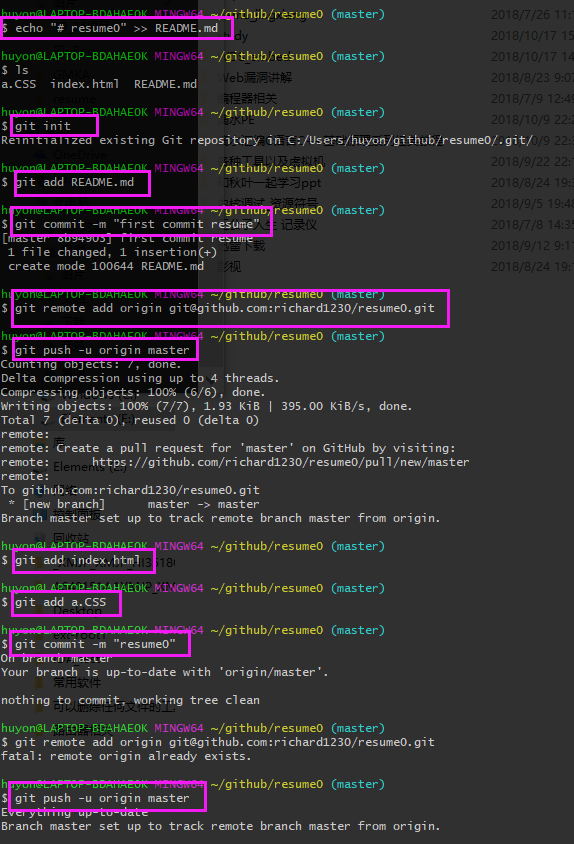 huyon@LAPTOP-BDAHAEOK MINGW64 ~/github/resume0 (master)
$ echo "# resume0" >> README.md
huyon@LAPTOP-BDAHAEOK MINGW64 ~/github/resume0 (master)
$ ls
a.CSS index.html README.md
huyon@LAPTOP-BDAHAEOK MINGW64 ~/github/resume0 (master)
$ git init
Reinitialized existing Git repository in C:/Users/huyon/github/resume0/.git/
huyon@LAPTOP-BDAHAEOK MINGW64 ~/github/resume0 (master)
$ git add README.md
huyon@LAPTOP-BDAHAEOK MINGW64 ~/github/resume0 (master)
$ git commit -m "first commit resume"
[master 8b94905] first commit resume
1 file changed, 1 insertion(+)
create mode 100644 README.md
huyon@LAPTOP-BDAHAEOK MINGW64 ~/github/resume0 (master)
$ git remote add origin git@github.com:richard1230/resume0.git
huyon@LAPTOP-BDAHAEOK MINGW64 ~/github/resume0 (master)
$ git push -u origin master
Counting objects: 7, done.
Delta compression using up to 4 threads.
Compressing objects: 100% (6/6), done.
Writing objects: 100% (7/7), 1.93 KiB | 395.00 KiB/s, done.
Total 7 (delta 0), reused 0 (delta 0)
remote:
remote: Create a pull request for 'master' on GitHub by visiting:
remote: https://github.com/richard1230/resume0/pull/new/master
remote:
To github.com:richard1230/resume0.git
* [new branch] master -> master
Branch master set up to track remote branch master from origin.
huyon@LAPTOP-BDAHAEOK MINGW64 ~/github/resume0 (master)
$ git add index.html
huyon@LAPTOP-BDAHAEOK MINGW64 ~/github/resume0 (master)
$ git add a.CSS
huyon@LAPTOP-BDAHAEOK MINGW64 ~/github/resume0 (master)
$ git commit -m "resume0"
On branch master
Your branch is up-to-date with 'origin/master'.
nothing to commit, working tree clean
huyon@LAPTOP-BDAHAEOK MINGW64 ~/github/resume0 (master)
$ git remote add origin git@github.com:richard1230/resume0.git
fatal: remote origin already exists.
huyon@LAPTOP-BDAHAEOK MINGW64 ~/github/resume0 (master)
$ git push -u origin master
Everything up-to-date
Branch master set up to track remote branch master from origin.